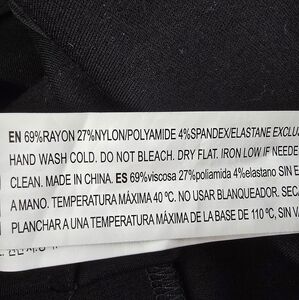 EN 69%RAYON 27%NYLON/POLYAMIDE 4%SPANDEX/ELASTANE EXCLU
HAND WASH COLD. DO NOT BLEACH. DRY FLAT. IRON LOW IF NEEDE
CLEAN. MADE IN CHINA. ES 69%viscosa 27%poliamida 4%elastano SIN E
A MANO. TEMPERATURA MÁXIMA 40 °C. NO USAR BLANQUEADOR. SEC
PLANCHAR A UNA TEMPERATURA MÁXIMA DE LA BASE DE 110 °C, SIN V